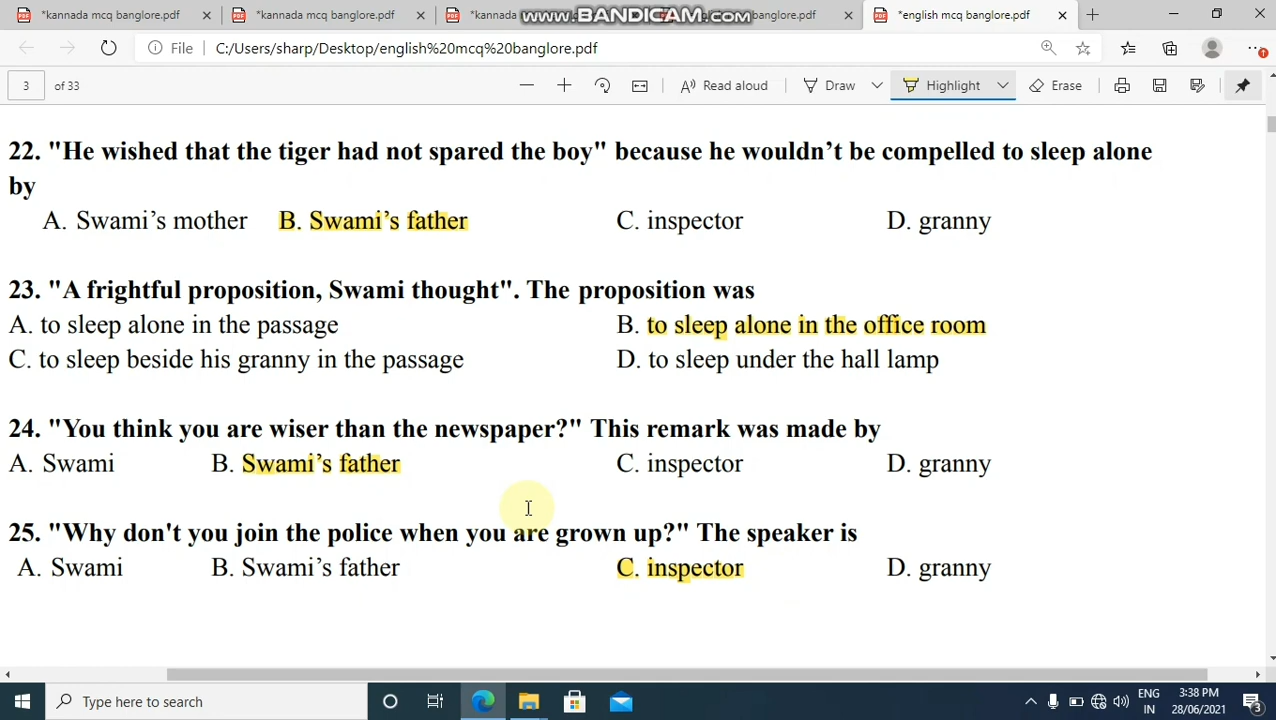 *kannada mcq banglore.pdf
*kannada mcq banglore.pdf
*kannada
www.BANDICAM.com
banglore.pdf
*english mcq banglore.pdf
File
C:/Users/sharp/Desktop/english%20mcq%20banglore.pdf
3
of 33
Read aloud
Draw
Highlight
Erase
22. "He wished that the tiger had not spared the boy" because he wouldn’t be compelled to sleep alone
by
A. Swami’s mother B. Swami’s father C. inspector D. granny
23. "A frightful proposition, Swami thought". The proposition was
A. to sleep alone in the passage B. to sleep alone in the office room
C. to sleep beside his granny in the passage D. to sleep under the hall lamp
24. "You think you are wiser than the newspaper?" This remark was made by
A. Swami B. Swami’s father C. inspector D. granny
25. "Why don't you join the police when you are grown up?" The speaker is
A. Swami B. Swami’s father C. inspector D. granny
Type here to search
ENG
IN
3:38 PM
28/06/2021
3